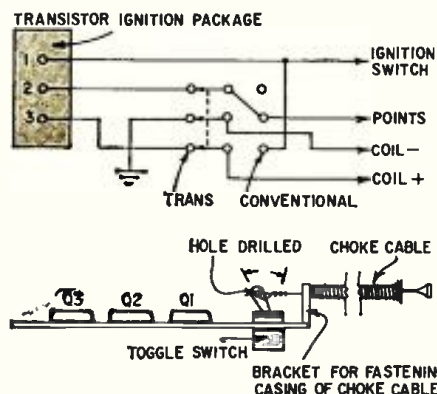 TRANSISTOR IGNITION PACKAGE
1
IGNITION
SWITCH
2
POINTS
3
COIL-
COIL+
TRANS
CONVENTIONAL
HOLE DRILLED
CHOKE CABLE
Q3
Q2
Q1
TOGGLE SWITCH
BRACKET FOR FASTENIN
CASING OF CHOKE CABLE